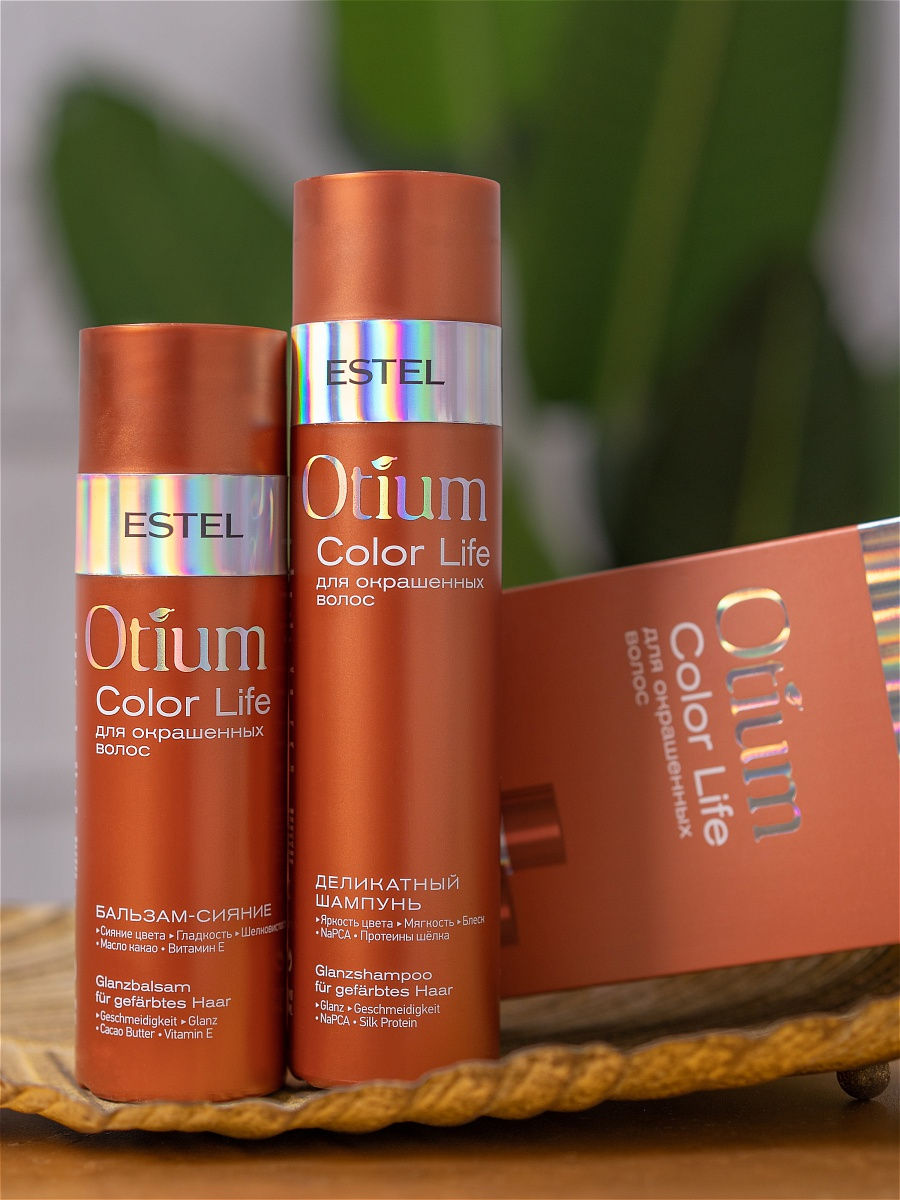 ESTEL
Otium
Color Life
для окрашенных
волос
БАЛЬЗАМ-СИЯНИЕ
▸Сияние цвета ▸ Гладкость ▸
• Масло какао • Витамин Е
Glanzbalsam
für gefärbtes Haar
▸Geschmeidigkeit ▸ Glanz
• Cacao Butter • Vitamin E
ESTEL
Otium
Color Life
для окрашенных
волос
ДЕЛИКАТНЫЙ
ШАМПУНЬ
▸Яркость цвета ▸ Мягкость ▸ Блеск
• NaPCA • Протеины шёлка
Glanzshampoo
für gefärbtes Haar
▸Glanz ▸ Geschmeidigkeit
• NaPCA • Silk Protein
Otium
Color Life
для окрашенных
волос